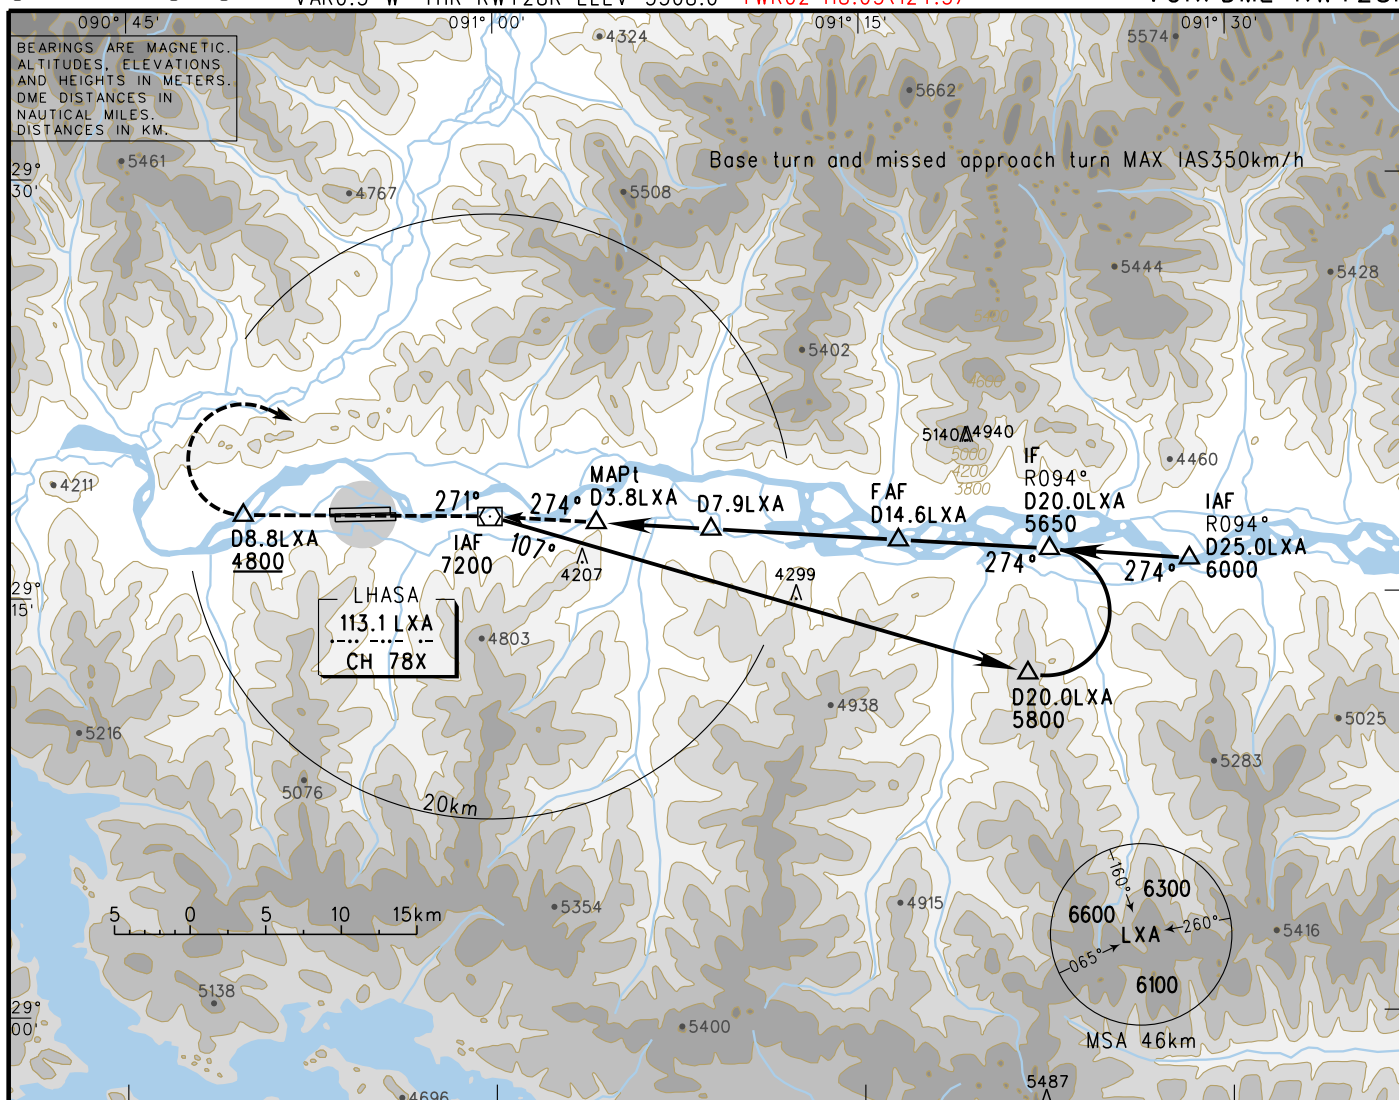 090° 45'
091° 00'
091° 15'
091° 30'
BEARINGS ARE MAGNETIC.
ALTITUDES, ELEVATIONS
AND HEIGHTS IN METERS.
DME DISTANCES IN
NAUTICAL MILES.
DISTANCES IN KM.
4324
5574
5662
5461
4767
5508
29°
30'
Base turn and missed approach turn MAX IAS350km/h
5444
5428
5402
4600
5140
4940
5000
4200
3800
4460
4211
IF
R094°
D20.0LXA
5650
IAF
R094°
D25.0LXA
6000
FAF
D14.6LXA
D7.9LXA
MAPt
D3.8LXA
271°
274°
274°
274°
107°
IAF
7200
D8.8LXA
4800
4207
4299
29°
15'
LHASA
113.1 LXA
·-·· -··- ·-
CH 78X
4803
D20.0LXA
5800
4938
5025
5216
5283
5076
20km
5 0 5 10 15km
5354
4915
160°
6300
6600
LXA
260°
065°
6100
5416
MSA 46km
5138
29°
00'
5400
5487
4696